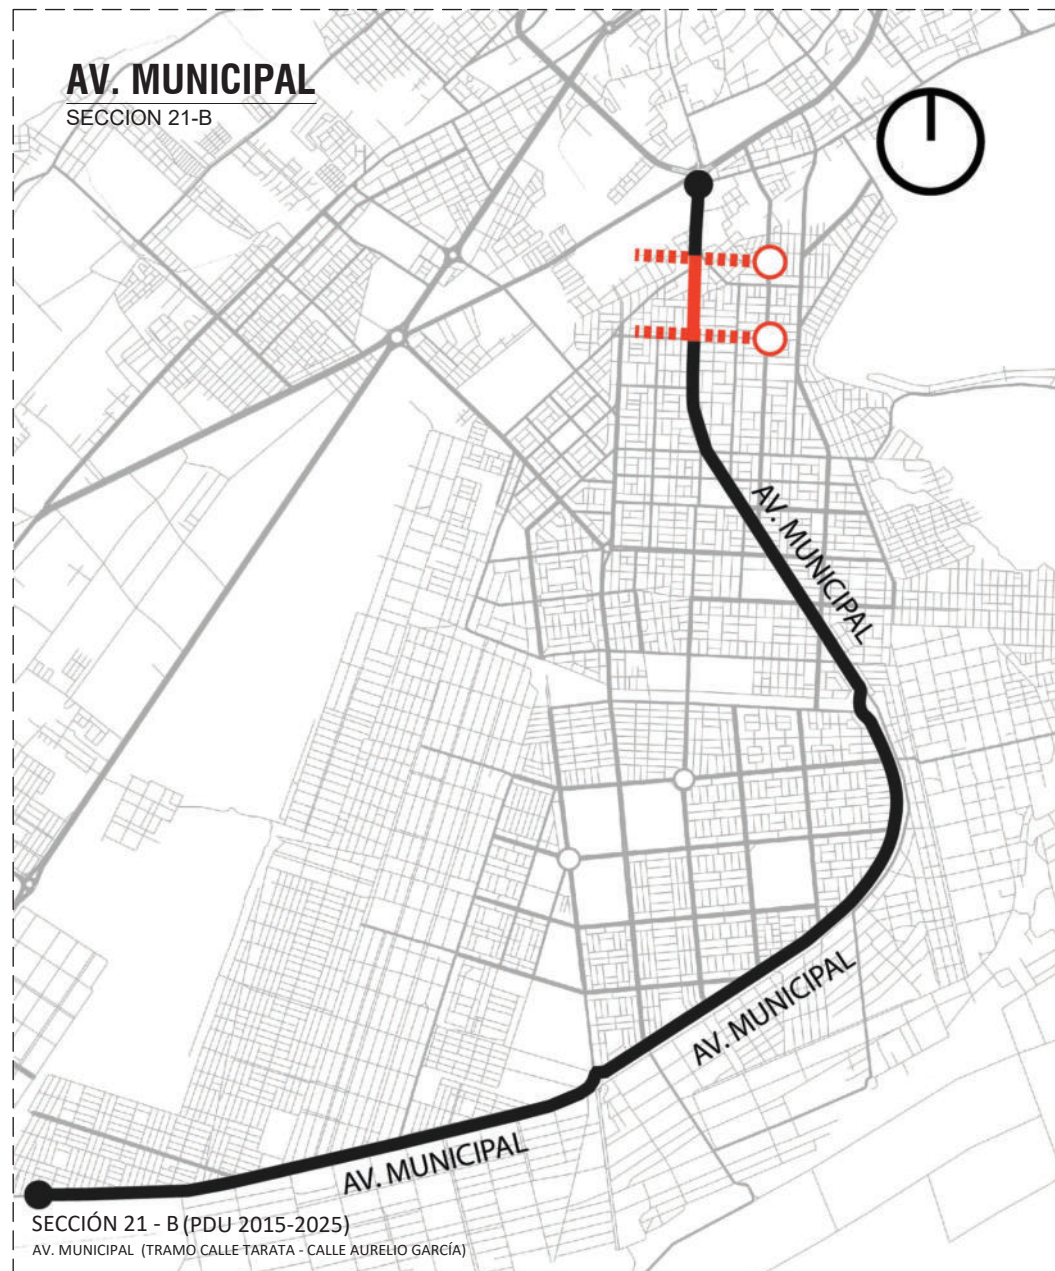 AV. MUNICIPAL
SECCION 21-B
AV. MUNICIPAL
AV. MUNICIPAL
AV. MUNICIPAL
SECCIÓN 21 - B (PDU 2015-2025)
AV. MUNICIPAL (TRAMO CALLE TARATA - CALLE AURELIO GARCÍA)